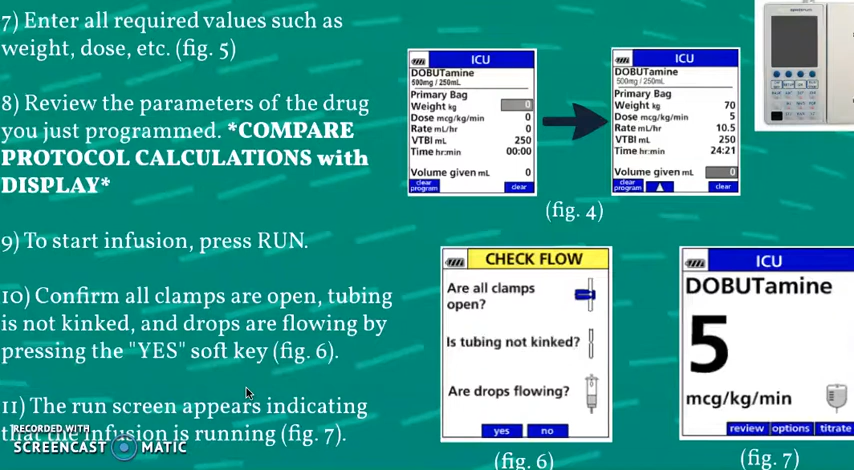 7) Enter all required values such as
weight, dose, etc. (fig. 5)
8) Review the parameters of the drug
you just programmed. *COMPARE
PROTOCOL CALCULATIONS with
DISPLAY*
9) To start infusion, press RUN.
10) Confirm all clamps are open, tubing
is not kinked, and drops are flowing by
pressing the "YES" soft key (fig. 6).
11) The run screen appears indicating
that the infusion is running (fig. 7).
RECORDED WITH
SCREENCAST MATIC
ICU
DOBUTamine
500mg / 250mL
Primary Bag
Weight kg 0
Dose mcg/kg/min 0
Rate mL/hr 0
VTBI mL 250
Time hr:min 00:00
Volume given mL 0
clear
program
clear
ICU
DOBUTamine
500mg / 250mL
Primary Bag
Weight kg 70
Dose mcg/kg/min 5
Rate mL/hr 10.5
VTBI mL 250
Time hr:min 24:21
Volume given mL 0
clear
program
clear
(fig. 4)
CHECK FLOW
Are all clamps
open?
Is tubing not kinked?
Are drops flowing?
yes no
(fig. 6)
ICU
DOBUTamine
5
mcg/kg/min
review options titrate
(fig. 7)